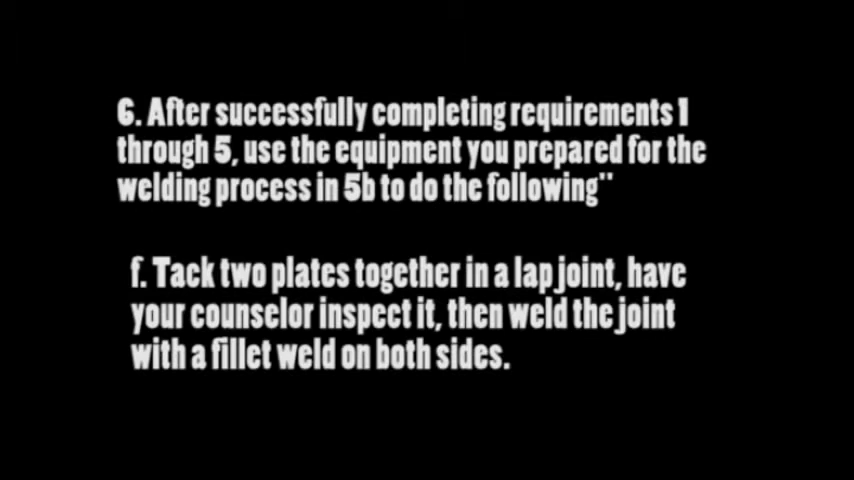 6. After successfully completing requirements 1
through 5, use the equipment you prepared for the
welding process in 5b to do the following"
f. Tack two plates together in a lap joint, have
your counselor inspect it, then weld the joint
with a fillet weld on both sides.